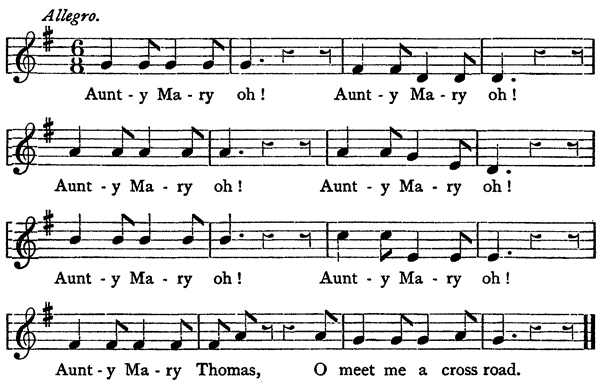 Allegro.
6
8
Aunt - y Ma - ry oh ! Aunt - y Ma - ry oh !
Aunt - y Ma - ry oh ! Aunt - y Ma - ry oh !
Aunt - y Ma - ry oh ! Aunt - y Ma - ry oh !
Aunt - y Ma - ry Thomas, O meet me a cross road.